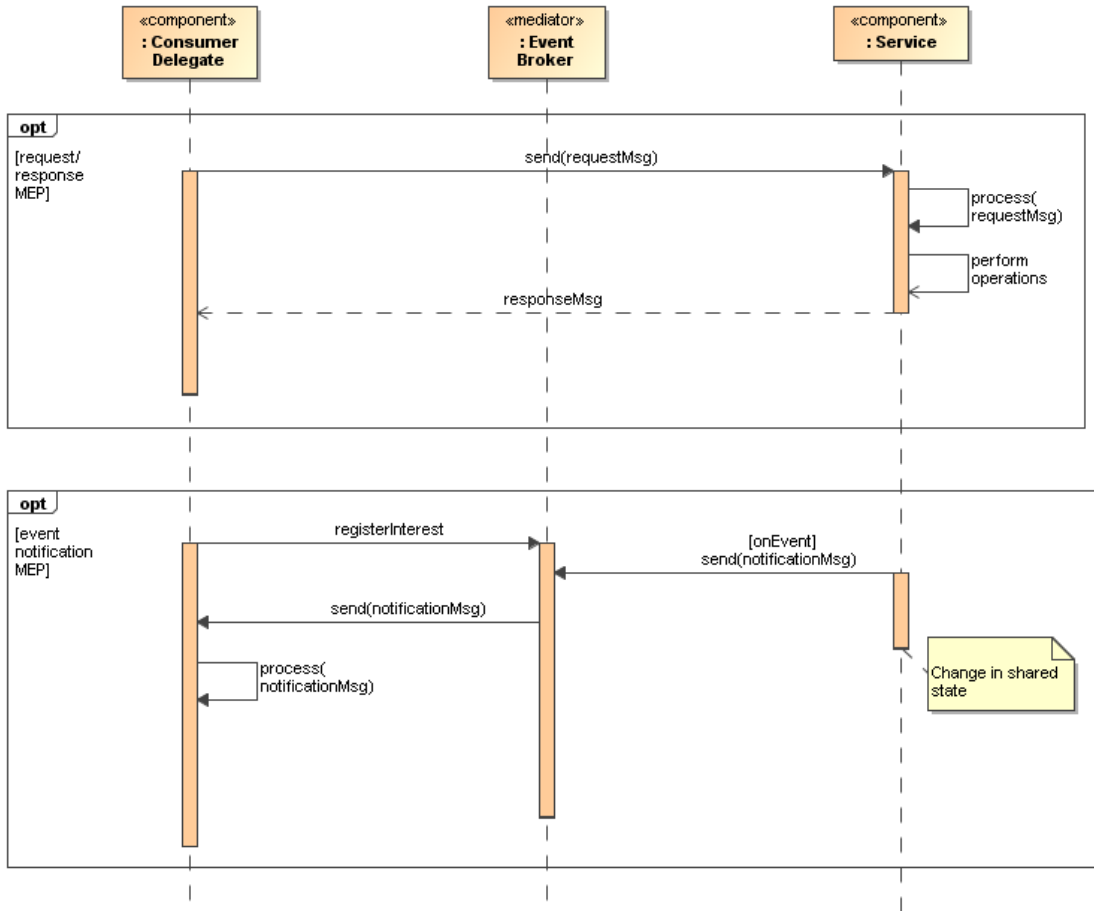 «component»
: Consumer
Delegate
«mediator»
: Event
Broker
«component»
: Service
opt
[request/
response
MEP]
send(requestMsg)
process(
requestMsg)
perform
operations
responseMsg
opt
[event
notification
MEP]
registerInterest
[onEvent]
send(notificationMsg)
send(notificationMsg)
process(
notificationMsg)
Change in shared
state